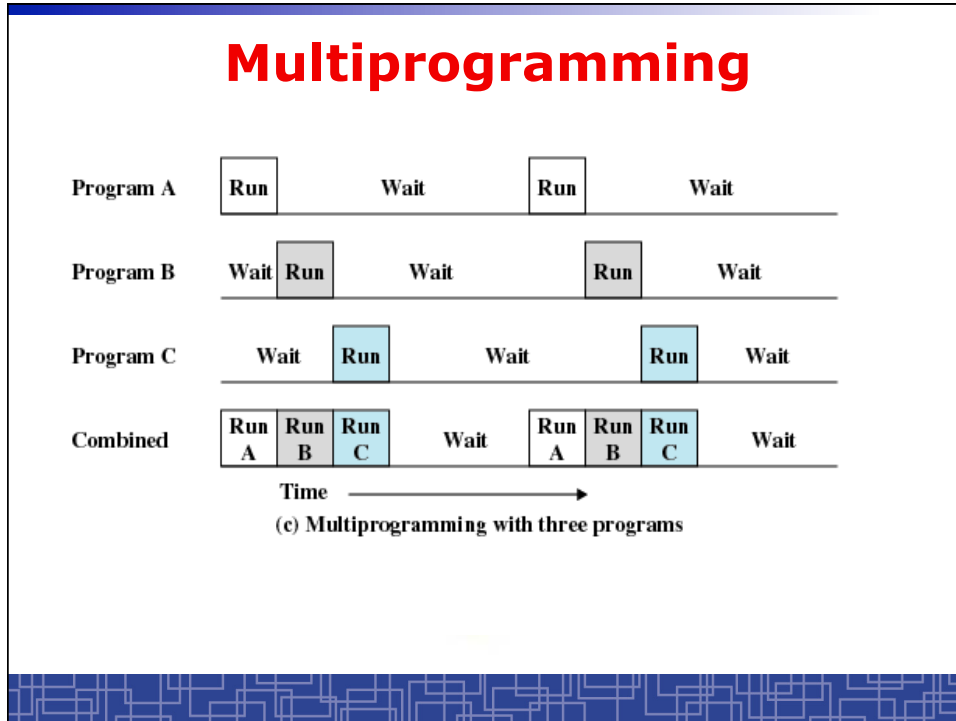 Multiprogramming
Program A Run Wait Run Wait
Program B Wait Run Wait Run Wait
Program C Wait Run Wait Run Wait
Combined Run A Run B Run C Wait Run A Run B Run C Wait
Time
(c) Multiprogramming with three programs